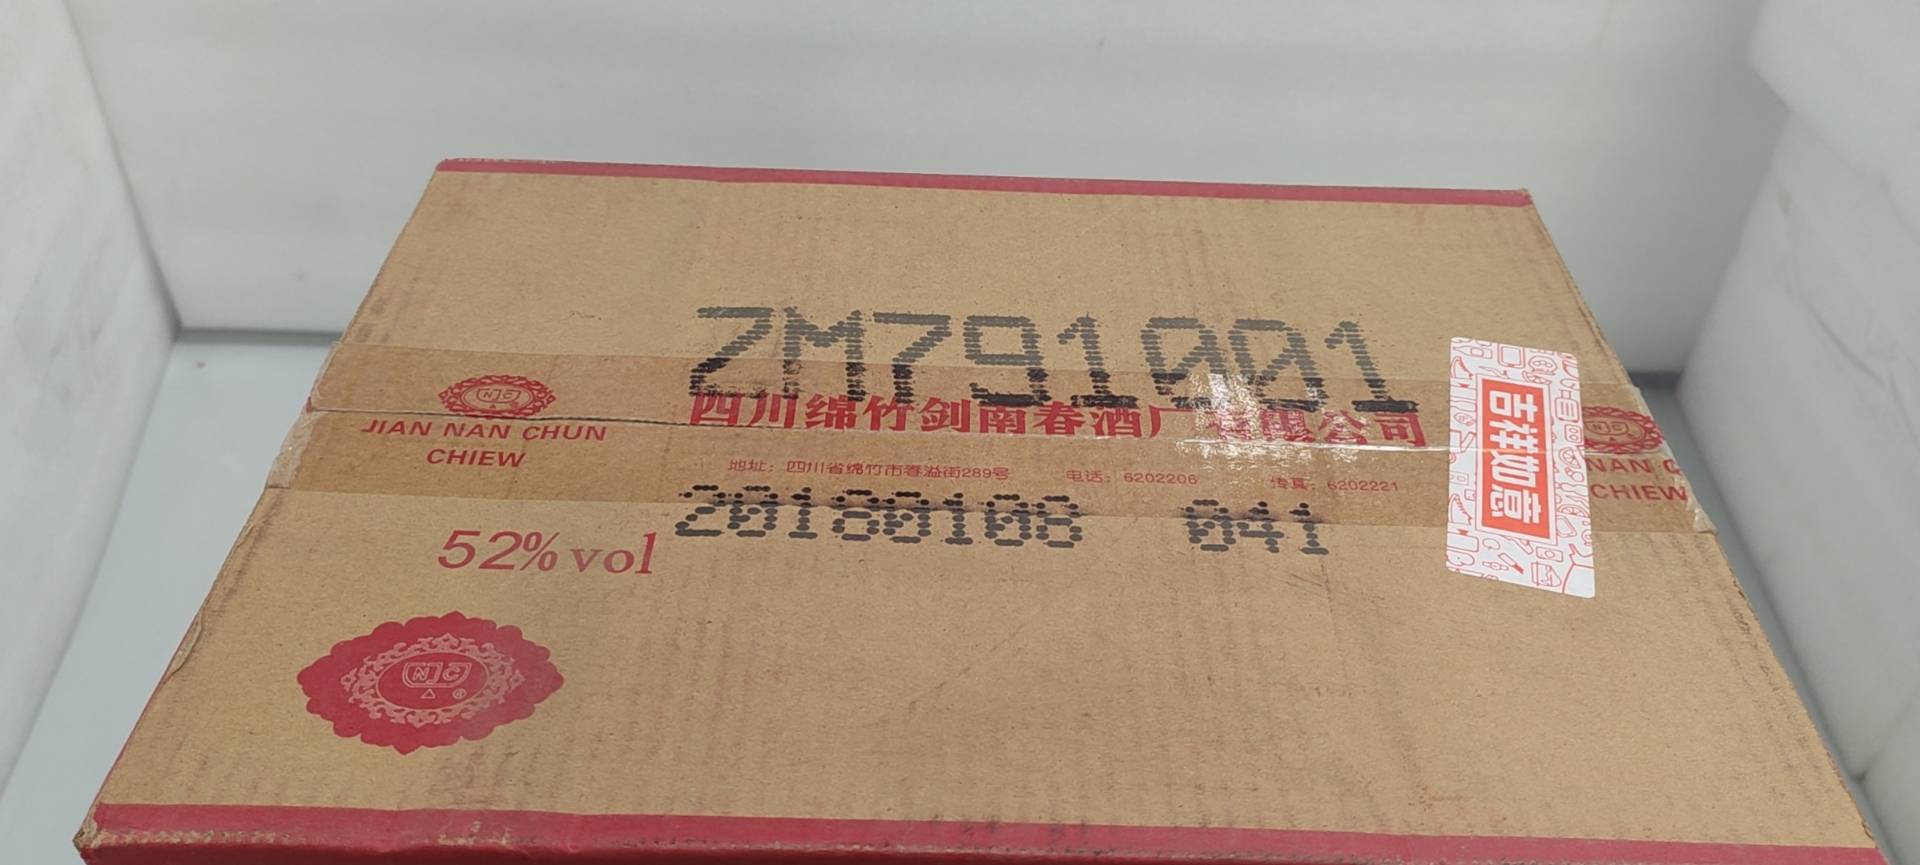 ZM791001
四川绵竹剑南春酒厂有限公司
JIAN NAN CHUN
CHIEW
地址：四川省绵竹市春溢街289号 电话：6202206 传真：6202221
20180108 041
52% vol
NC
吉祥如意
NAN C
CHIEW